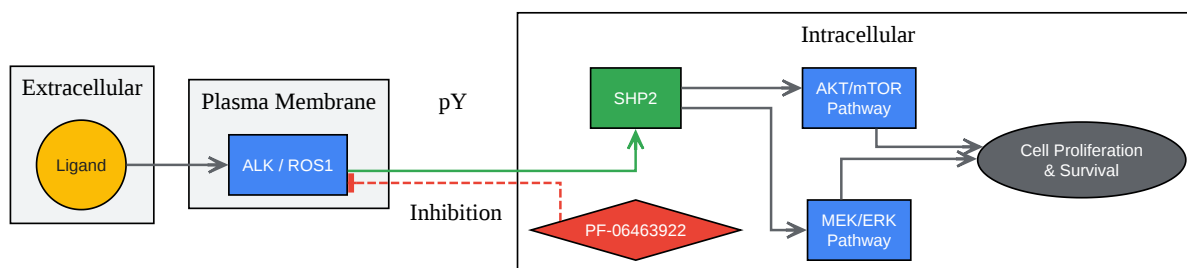 Extracellular
Ligand
Plasma Membrane
ALK / ROS1
pY
Inhibition
Intracellular
SHP2
PF-06463922
AKT/mTOR
Pathway
MEK/ERK
Pathway
Cell Proliferation
& Survival